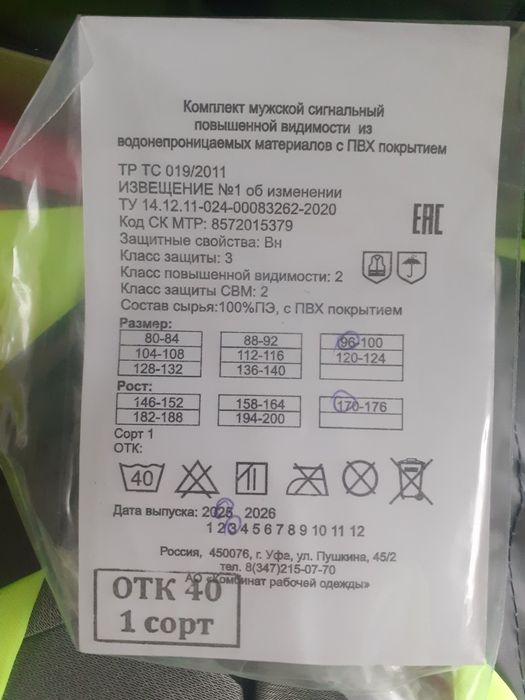 Комплект мужской сигнальный
повышенной видимости из
водонепроницаемых материалов с ПВХ покрытием
ТР ТС 019/2011
ИЗВЕЩЕНИЕ №1 об изменении
ТУ 14.12.11-024-00083262-2020
Код СК МТР: 8572015379
EAC
Защитные свойства: Вн
Класс защиты: 3
Класс повышенной видимости: 2
Класс защиты СВМ: 2
Состав сырья:100%ПЭ, с ПВХ покрытием
Размер:
80-84 88-92 96-100
104-108 112-116 120-124
128-132 136-140
Рост:
146-152 158-164 170-176
182-188 194-200
Сорт 1
ОТК:
40
Дата выпуска: 2025 2026
1 2 3 4 5 6 7 8 9 10 11 12
Россия, 450076, г. Уфа, ул. Пушкина, 45/2
тел. 8(347)215-07-70
АО «Комбинат рабочей одежды»
ОТК 40
1 сорт